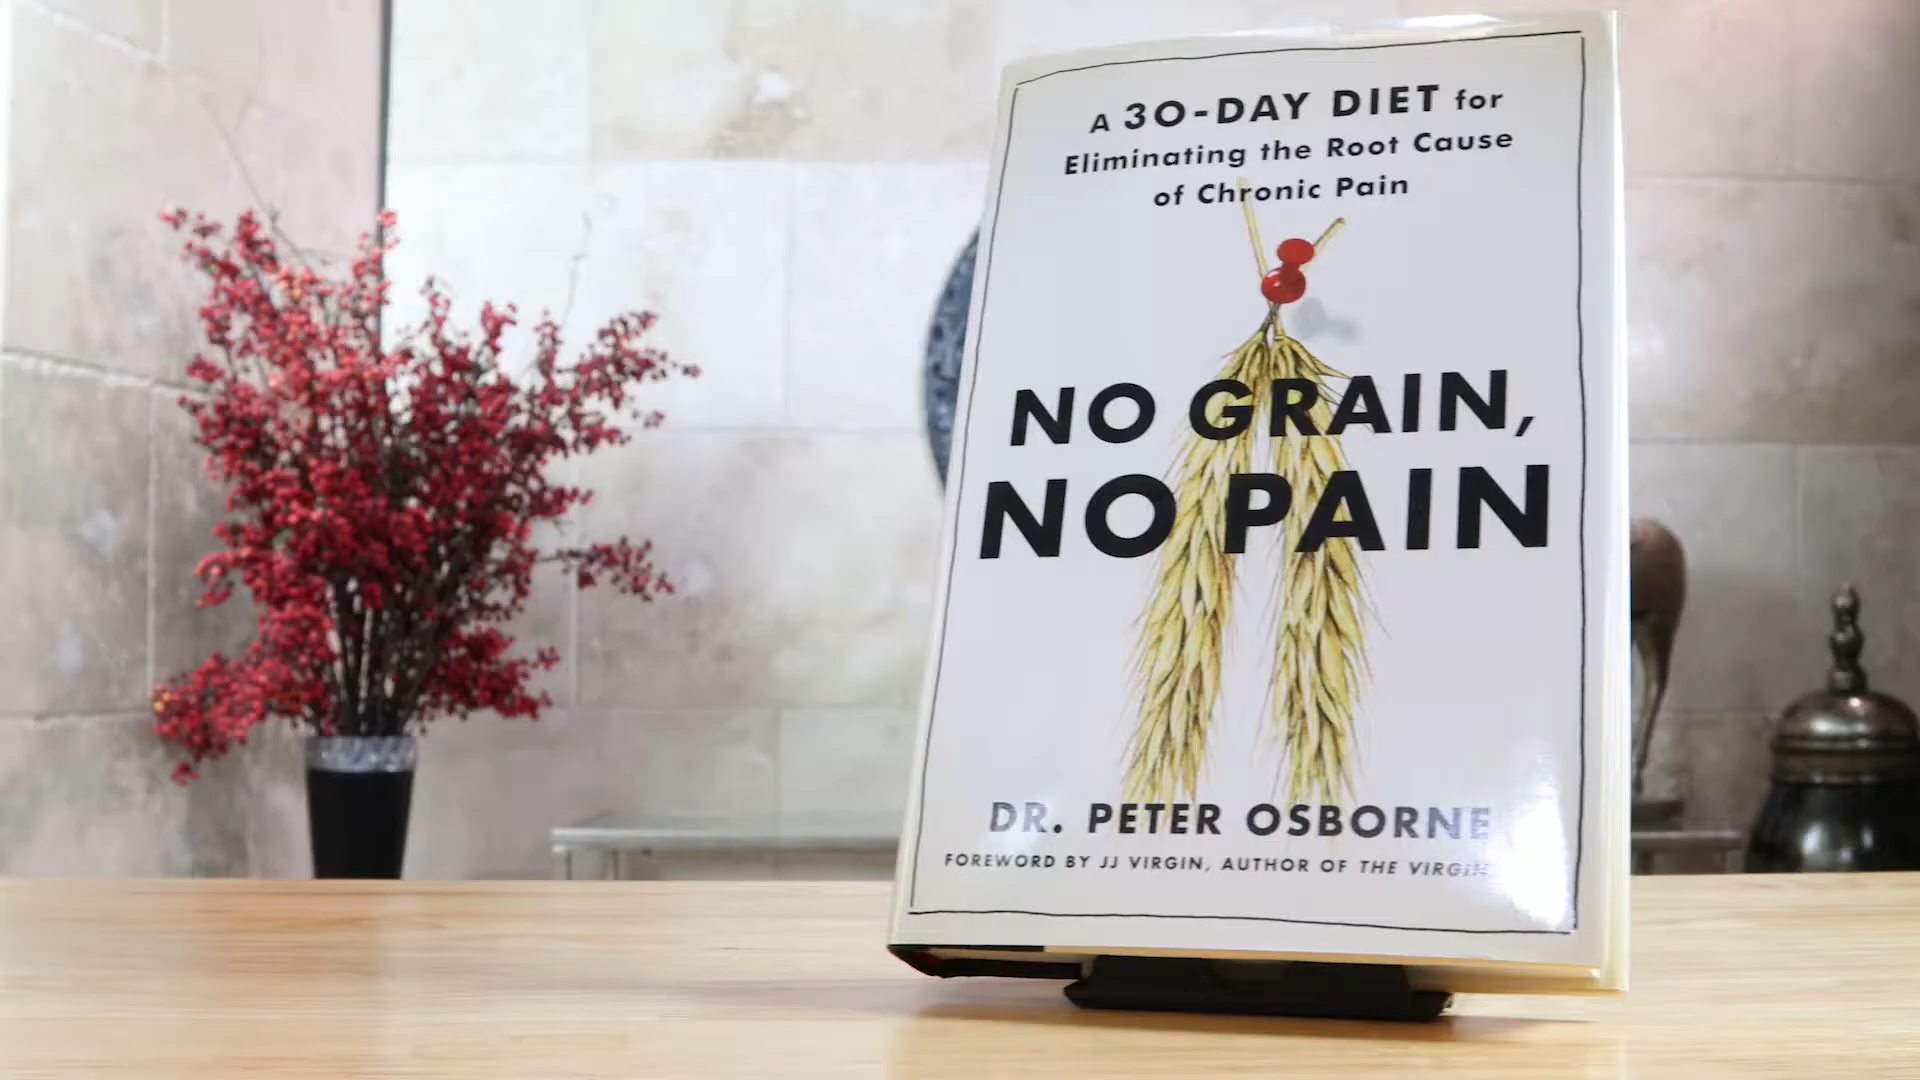 A 30-DAY DIET for
Eliminating the Root Cause
of Chronic Pain
NO GRAIN,
NO PAIN
DR. PETER OSBORNE
FOREWORD BY JJ VIRGIN, AUTHOR OF THE VIRGIN